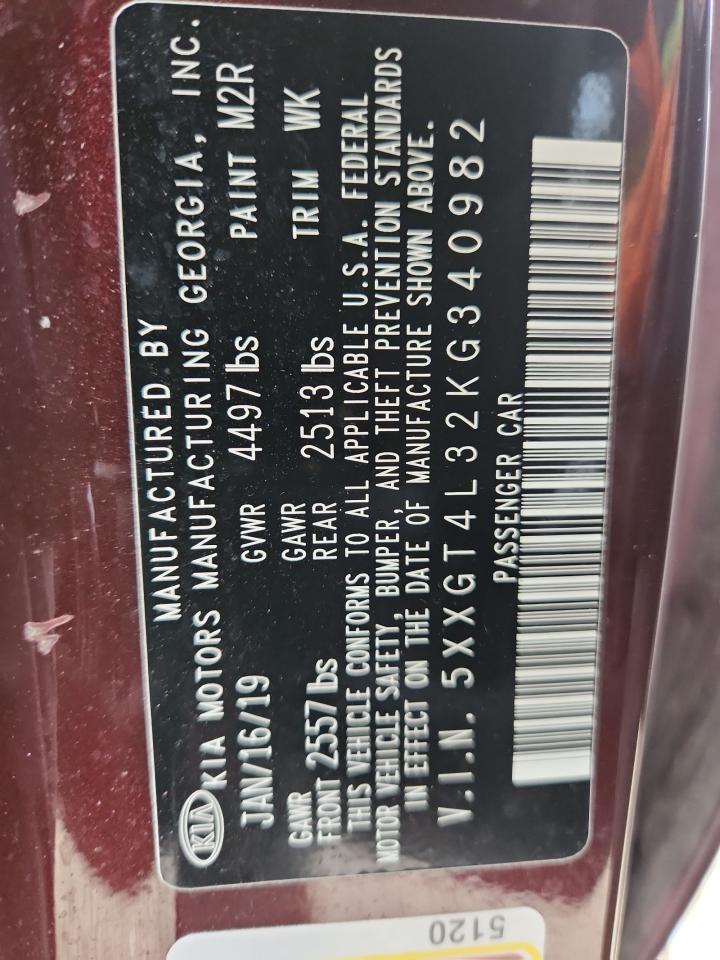 MANUFACTURED BY
KIA KIA MOTORS MANUFACTURING GEORGIA, INC.
JAN/16/19 GVWR 4497 lbs PAINT M2R
GAWR GAWR
FRONT 2557 lbs REAR 2513 lbs TRIM WK
THIS VEHICLE CONFORMS TO ALL APPLICABLE U.S.A. FEDERAL
MOTOR VEHICLE SAFETY, BUMPER, AND THEFT PREVENTION STANDARDS
IN EFFECT ON THE DATE OF MANUFACTURE SHOWN ABOVE.
V.I.N. 5XXGT4L32KG340982
PASSENGER CAR
5120